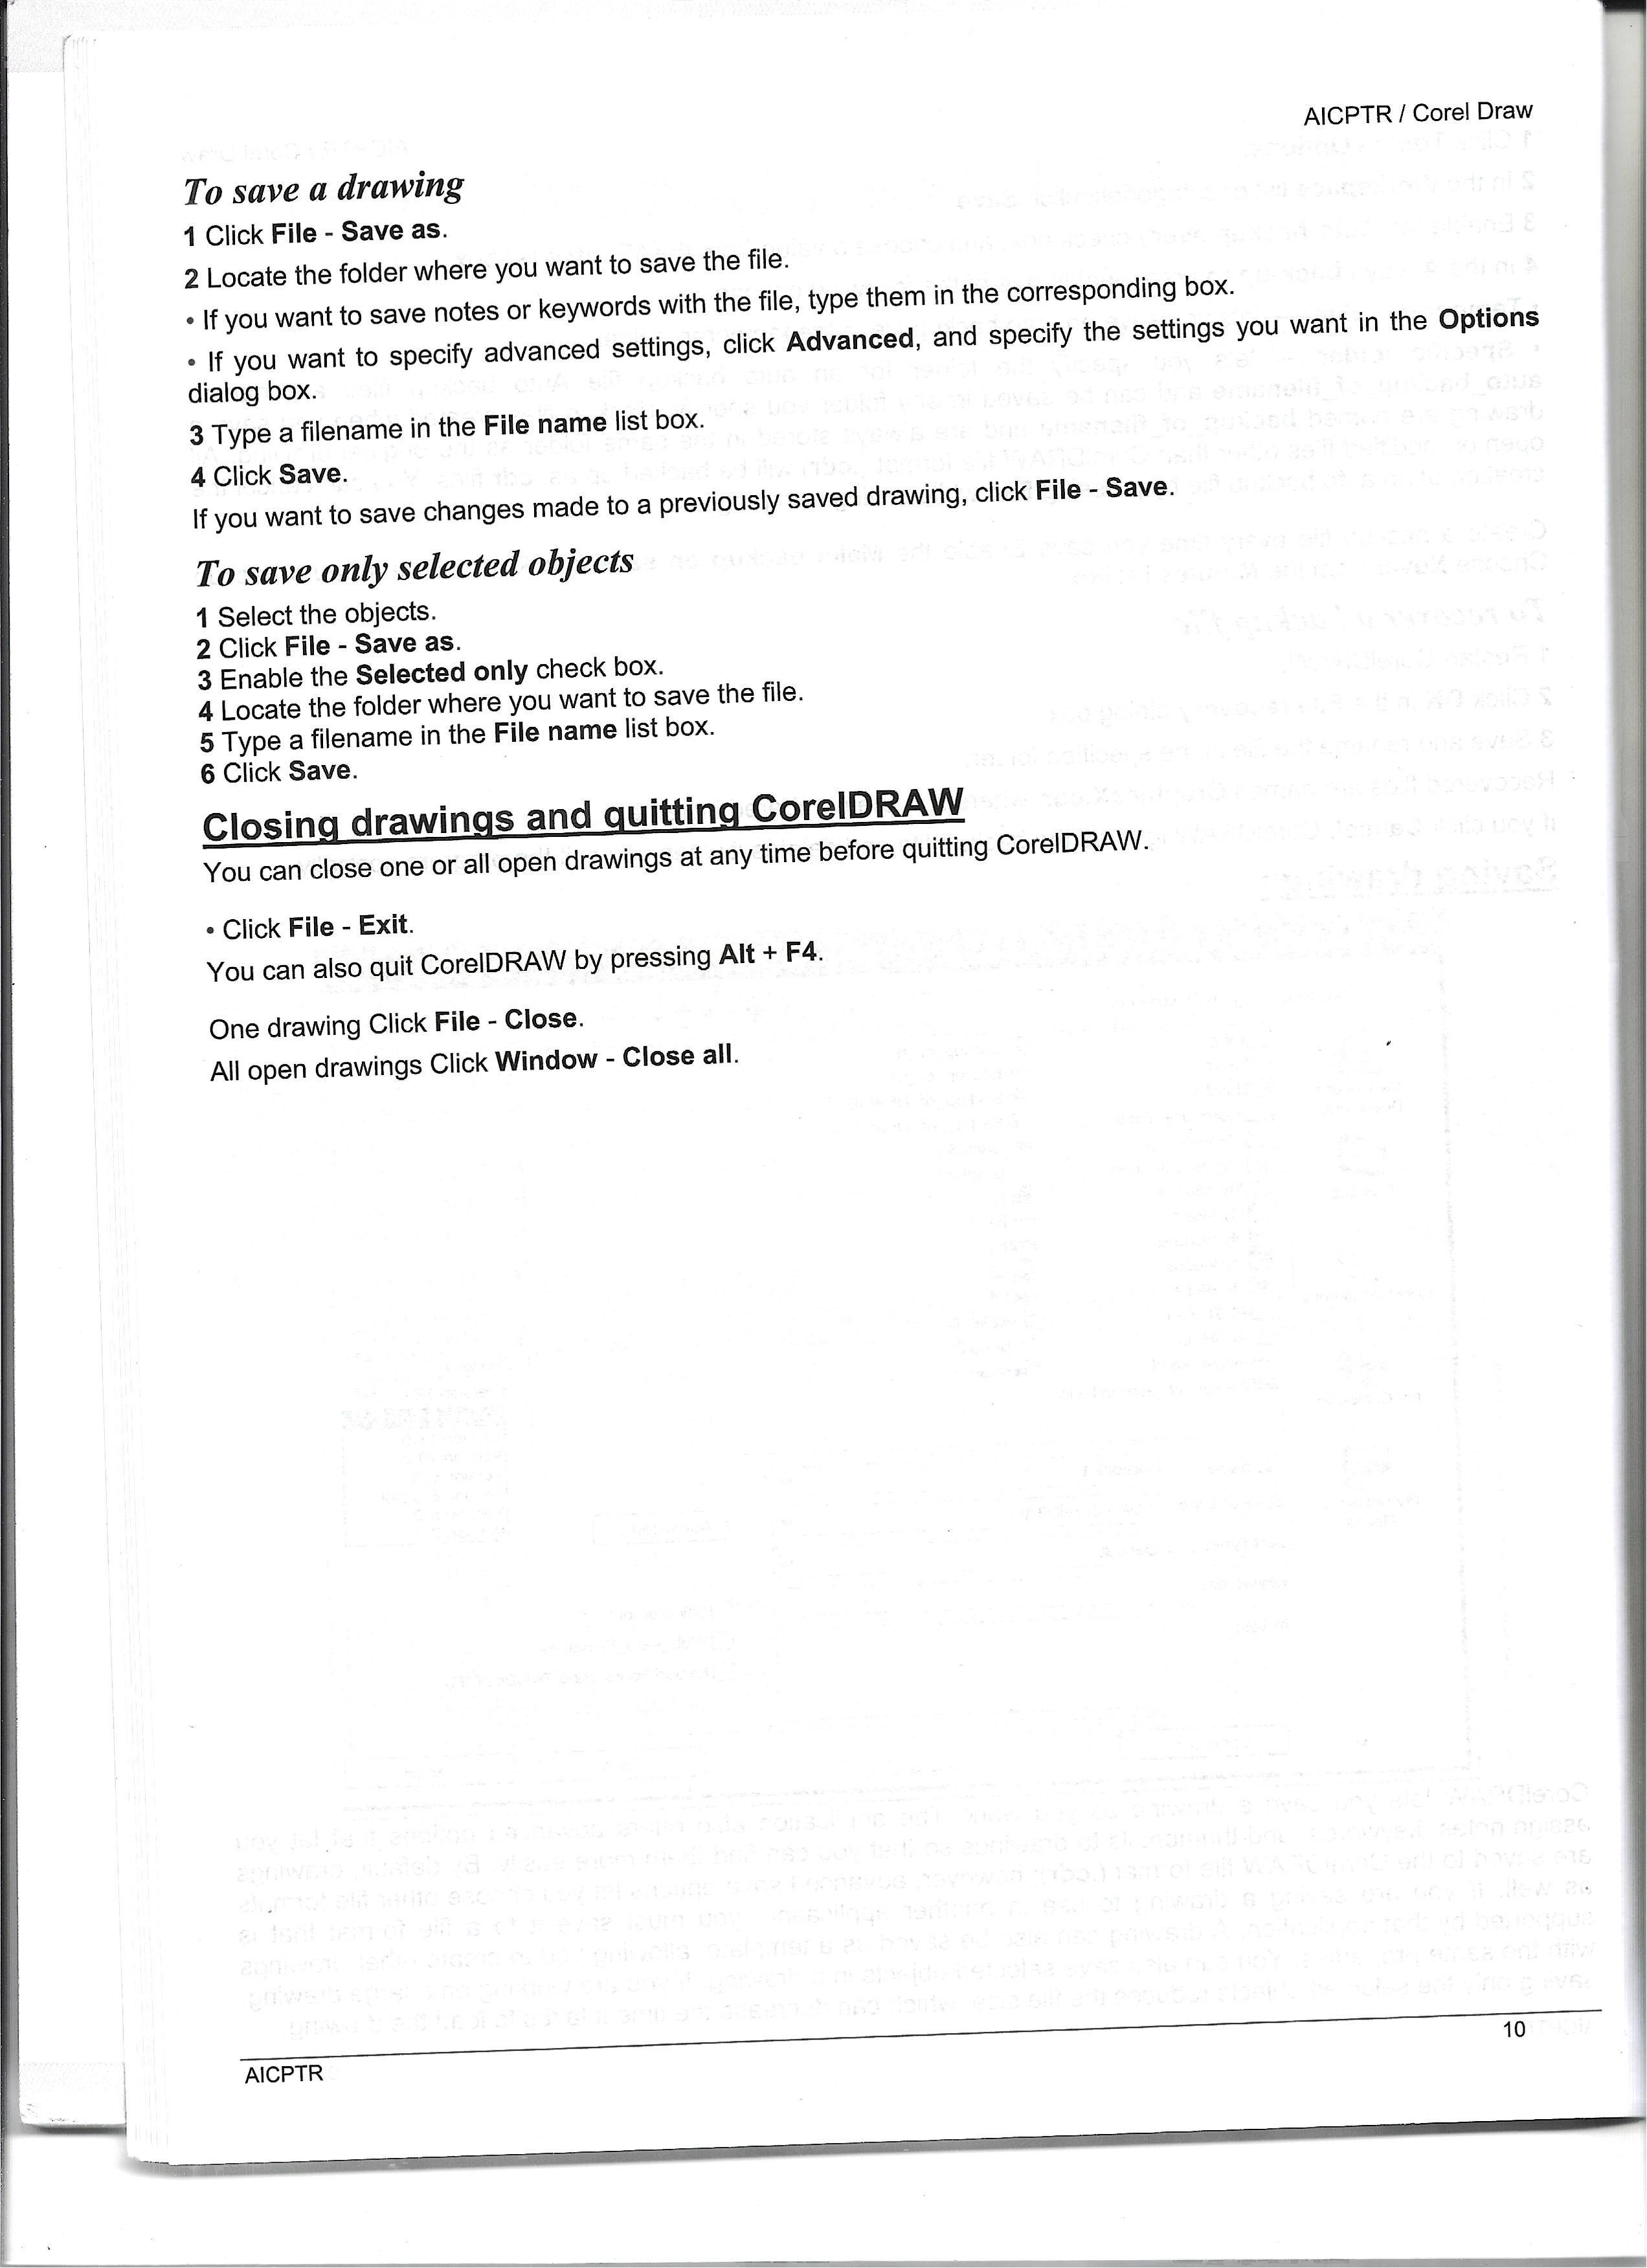 AICPTR / Corel Draw
To save a drawing
1 Click File - Save as.
2 Locate the folder where you want to save the file.
• If you want to save notes or keywords with the file, type them in the corresponding box.
• If you want to specify advanced settings, click Advanced, and specify the settings you want in the Options
dialog box.
3 Type a filename in the File name list box.
4 Click Save.
If you want to save changes made to a previously saved drawing, click File - Save.
To save only selected objects
1 Select the objects.
2 Click File - Save as.
3 Enable the Selected only check box.
4 Locate the folder where you want to save the file.
5 Type a filename in the File name list box.
6 Click Save.
Closing drawings and quitting CorelDRAW
You can close one or all open drawings at any time before quitting CorelDRAW.
• Click File - Exit.
You can also quit CorelDRAW by pressing Alt + F4.
One drawing Click File - Close.
All open drawings Click Window - Close all.
10
AICPTR